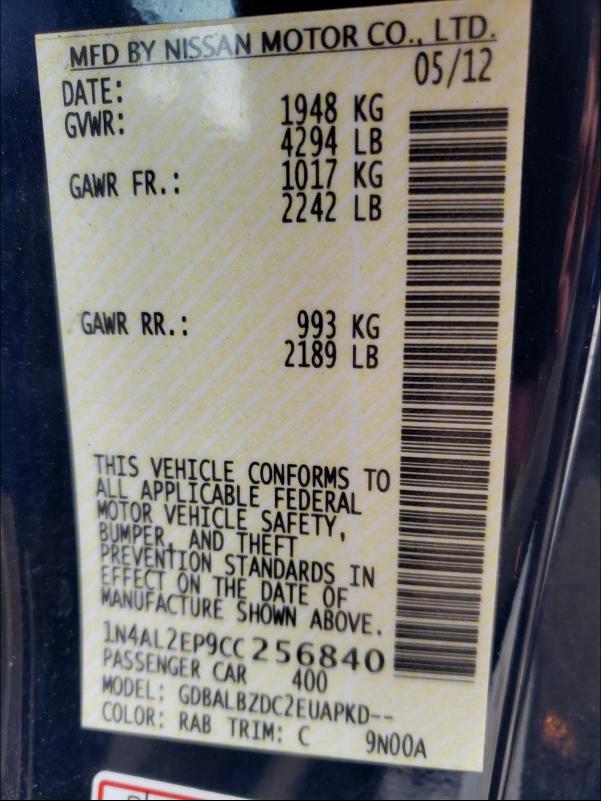 MFD BY NISSAN MOTOR CO., LTD.
DATE: 05/12
GVWR: 1948 KG
4294 LB
GAWR FR.: 1017 KG
2242 LB
GAWR RR.: 993 KG
2189 LB
THIS VEHICLE CONFORMS TO
ALL APPLICABLE FEDERAL
MOTOR VEHICLE SAFETY,
BUMPER, AND THEFT
PREVENTION STANDARDS IN
EFFECT ON THE DATE OF
MANUFACTURE SHOWN ABOVE.
1N4AL2EP9CC256840
PASSENGER CAR 400
MODEL: GDBALBZDC2EUAPKD--
COLOR: RAB TRIM: C 9N00A